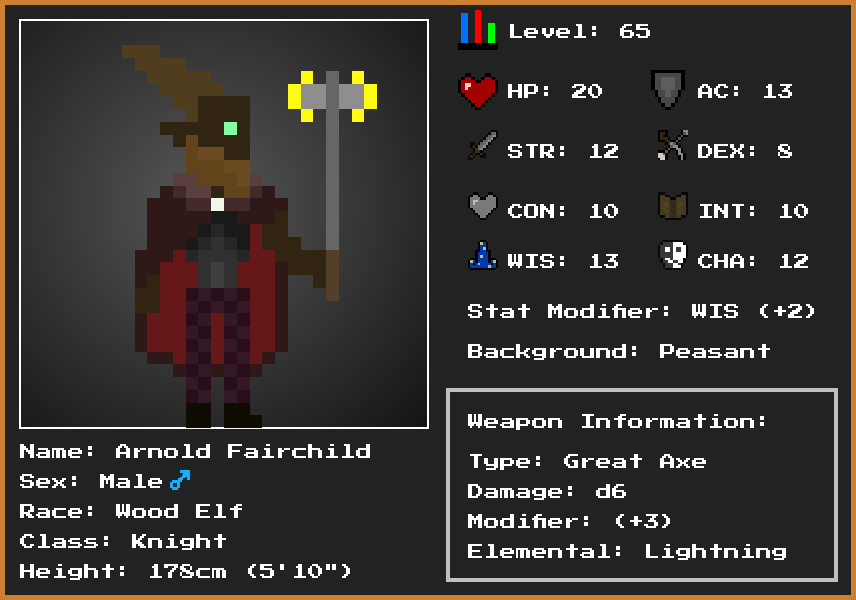 Level: 65
HP: 20 AC: 13
STR: 12 DEX: 8
CON: 10 INT: 10
WIS: 13 CHA: 12
Stat Modifier: WIS (+2)
Background: Peasant
Weapon Information:
Type: Great Axe
Damage: d6
Modifier: (+3)
Elemental: Lightning
Name: Arnold Fairchild
Sex: Male♂
Race: Wood Elf
Class: Knight
Height: 178cm (5'10")